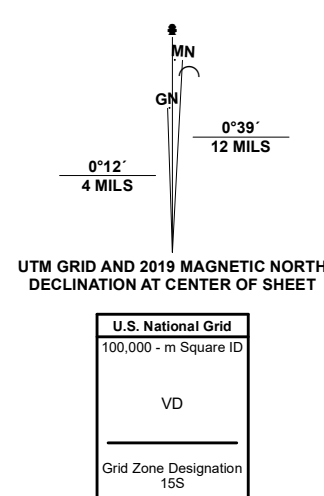 MN
GN
0°39´
12 MILS
0°12´
4 MILS
UTM GRID AND 2019 MAGNETIC NORTH
DECLINATION AT CENTER OF SHEET
U.S. National Grid
100,000 - m Square ID
VD
Grid Zone Designation
15S